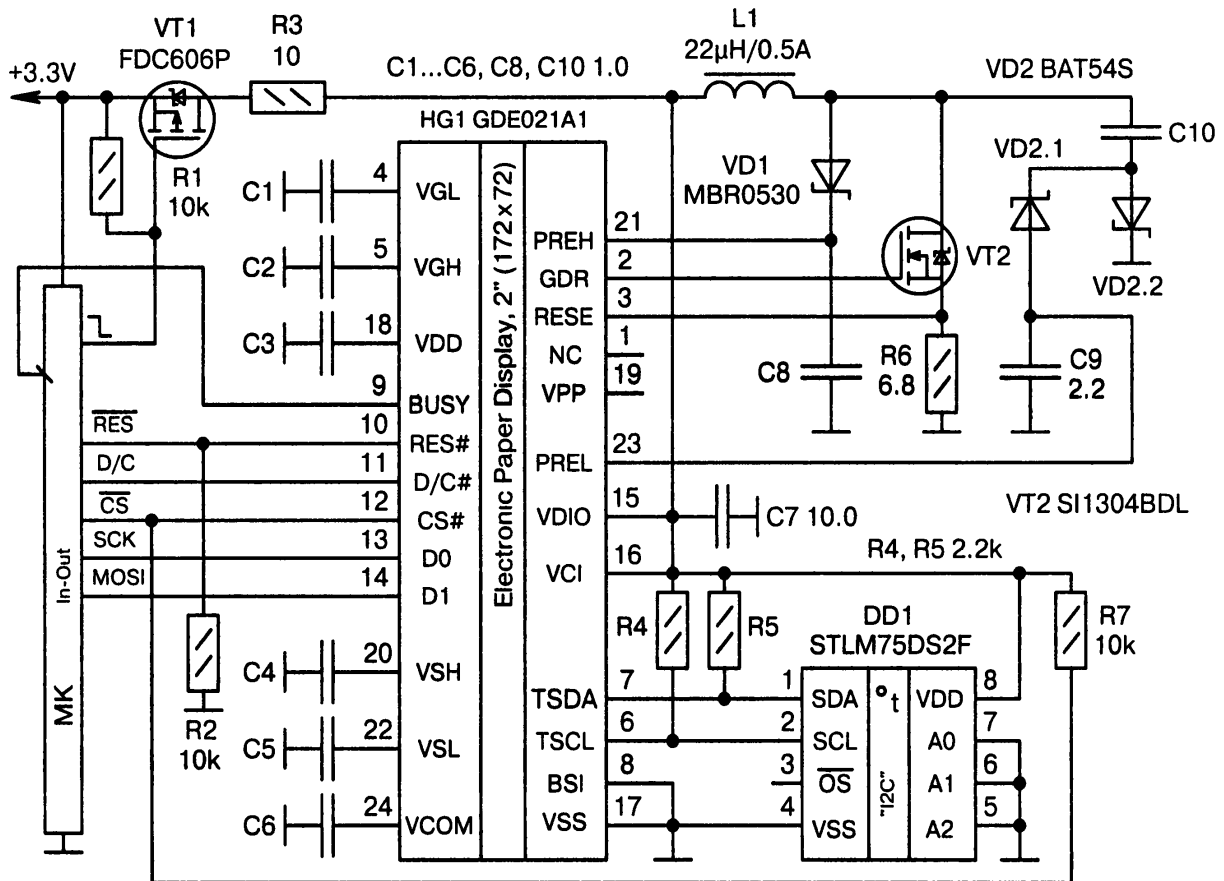 VT1
FDC606P
R3
10
L1
22µH/0.5A
+3.3V
C1...C6, C8, C10 1.0
VD2 BAT54S
HG1 GDE021A1
C10
R1
10k
VD1
MBR0530
VD2.1
VD2.2
VT2
C1
4
VGL
C2
5
VGH
C3
18
VDD
9
BUSY
RES
10
RES#
D/C
11
D/C#
CS
12
CS#
SCK
13
D0
MOSI
14
D1
C4
20
VSH
C5
22
VSL
C6
24
VCOM
R2
10k
MK
In-Out
Electronic Paper Display, 2" (172x72)
PREH
21
GDR
2
RESE
3
NC
1
VPP
19
PREL
23
VDIO
15
VCI
16
TSDA
7
TSCL
6
BSI
8
VSS
17
C8
R6
6.8
C9
2.2
C7 10.0
VT2 SI1304BDL
R4, R5 2.2k
R4
R5
DD1
STLM75DS2F
R7
10k
1
SDA
2
SCL
3
OS
4
VSS
°t
"I2C"
VDD
8
A0
7
A1
6
A2
5